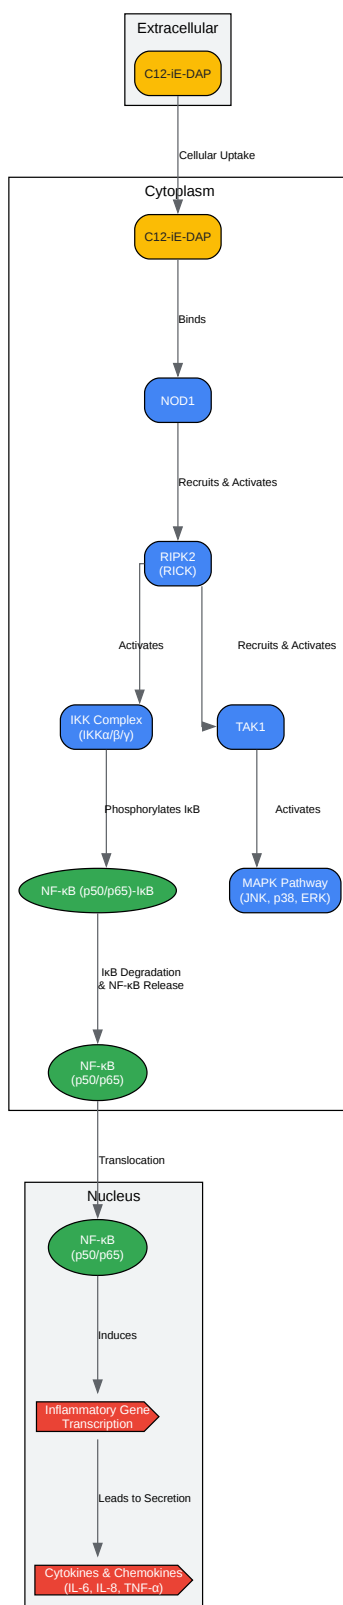 Extracellular
C12-iE-DAP
Cellular Uptake
Cytoplasm
C12-iE-DAP
Binds
NOD1
Recruits & Activates
RIPK2
(RICK)
Activates
Recruits & Activates
IKK Complex
(IKKα/β/γ)
TAK1
Phosphorylates IκB
Activates
NF-κB (p50/p65)-IκB
MAPK Pathway
(JNK, p38, ERK)
IκB Degradation
& NF-κB Release
NF-κB
(p50/p65)
Translocation
Nucleus
NF-κB
(p50/p65)
Induces
Inflammatory Gene
Transcription
Leads to Secretion
Cytokines & Chemokines
(IL-6, IL-8, TNF-α)